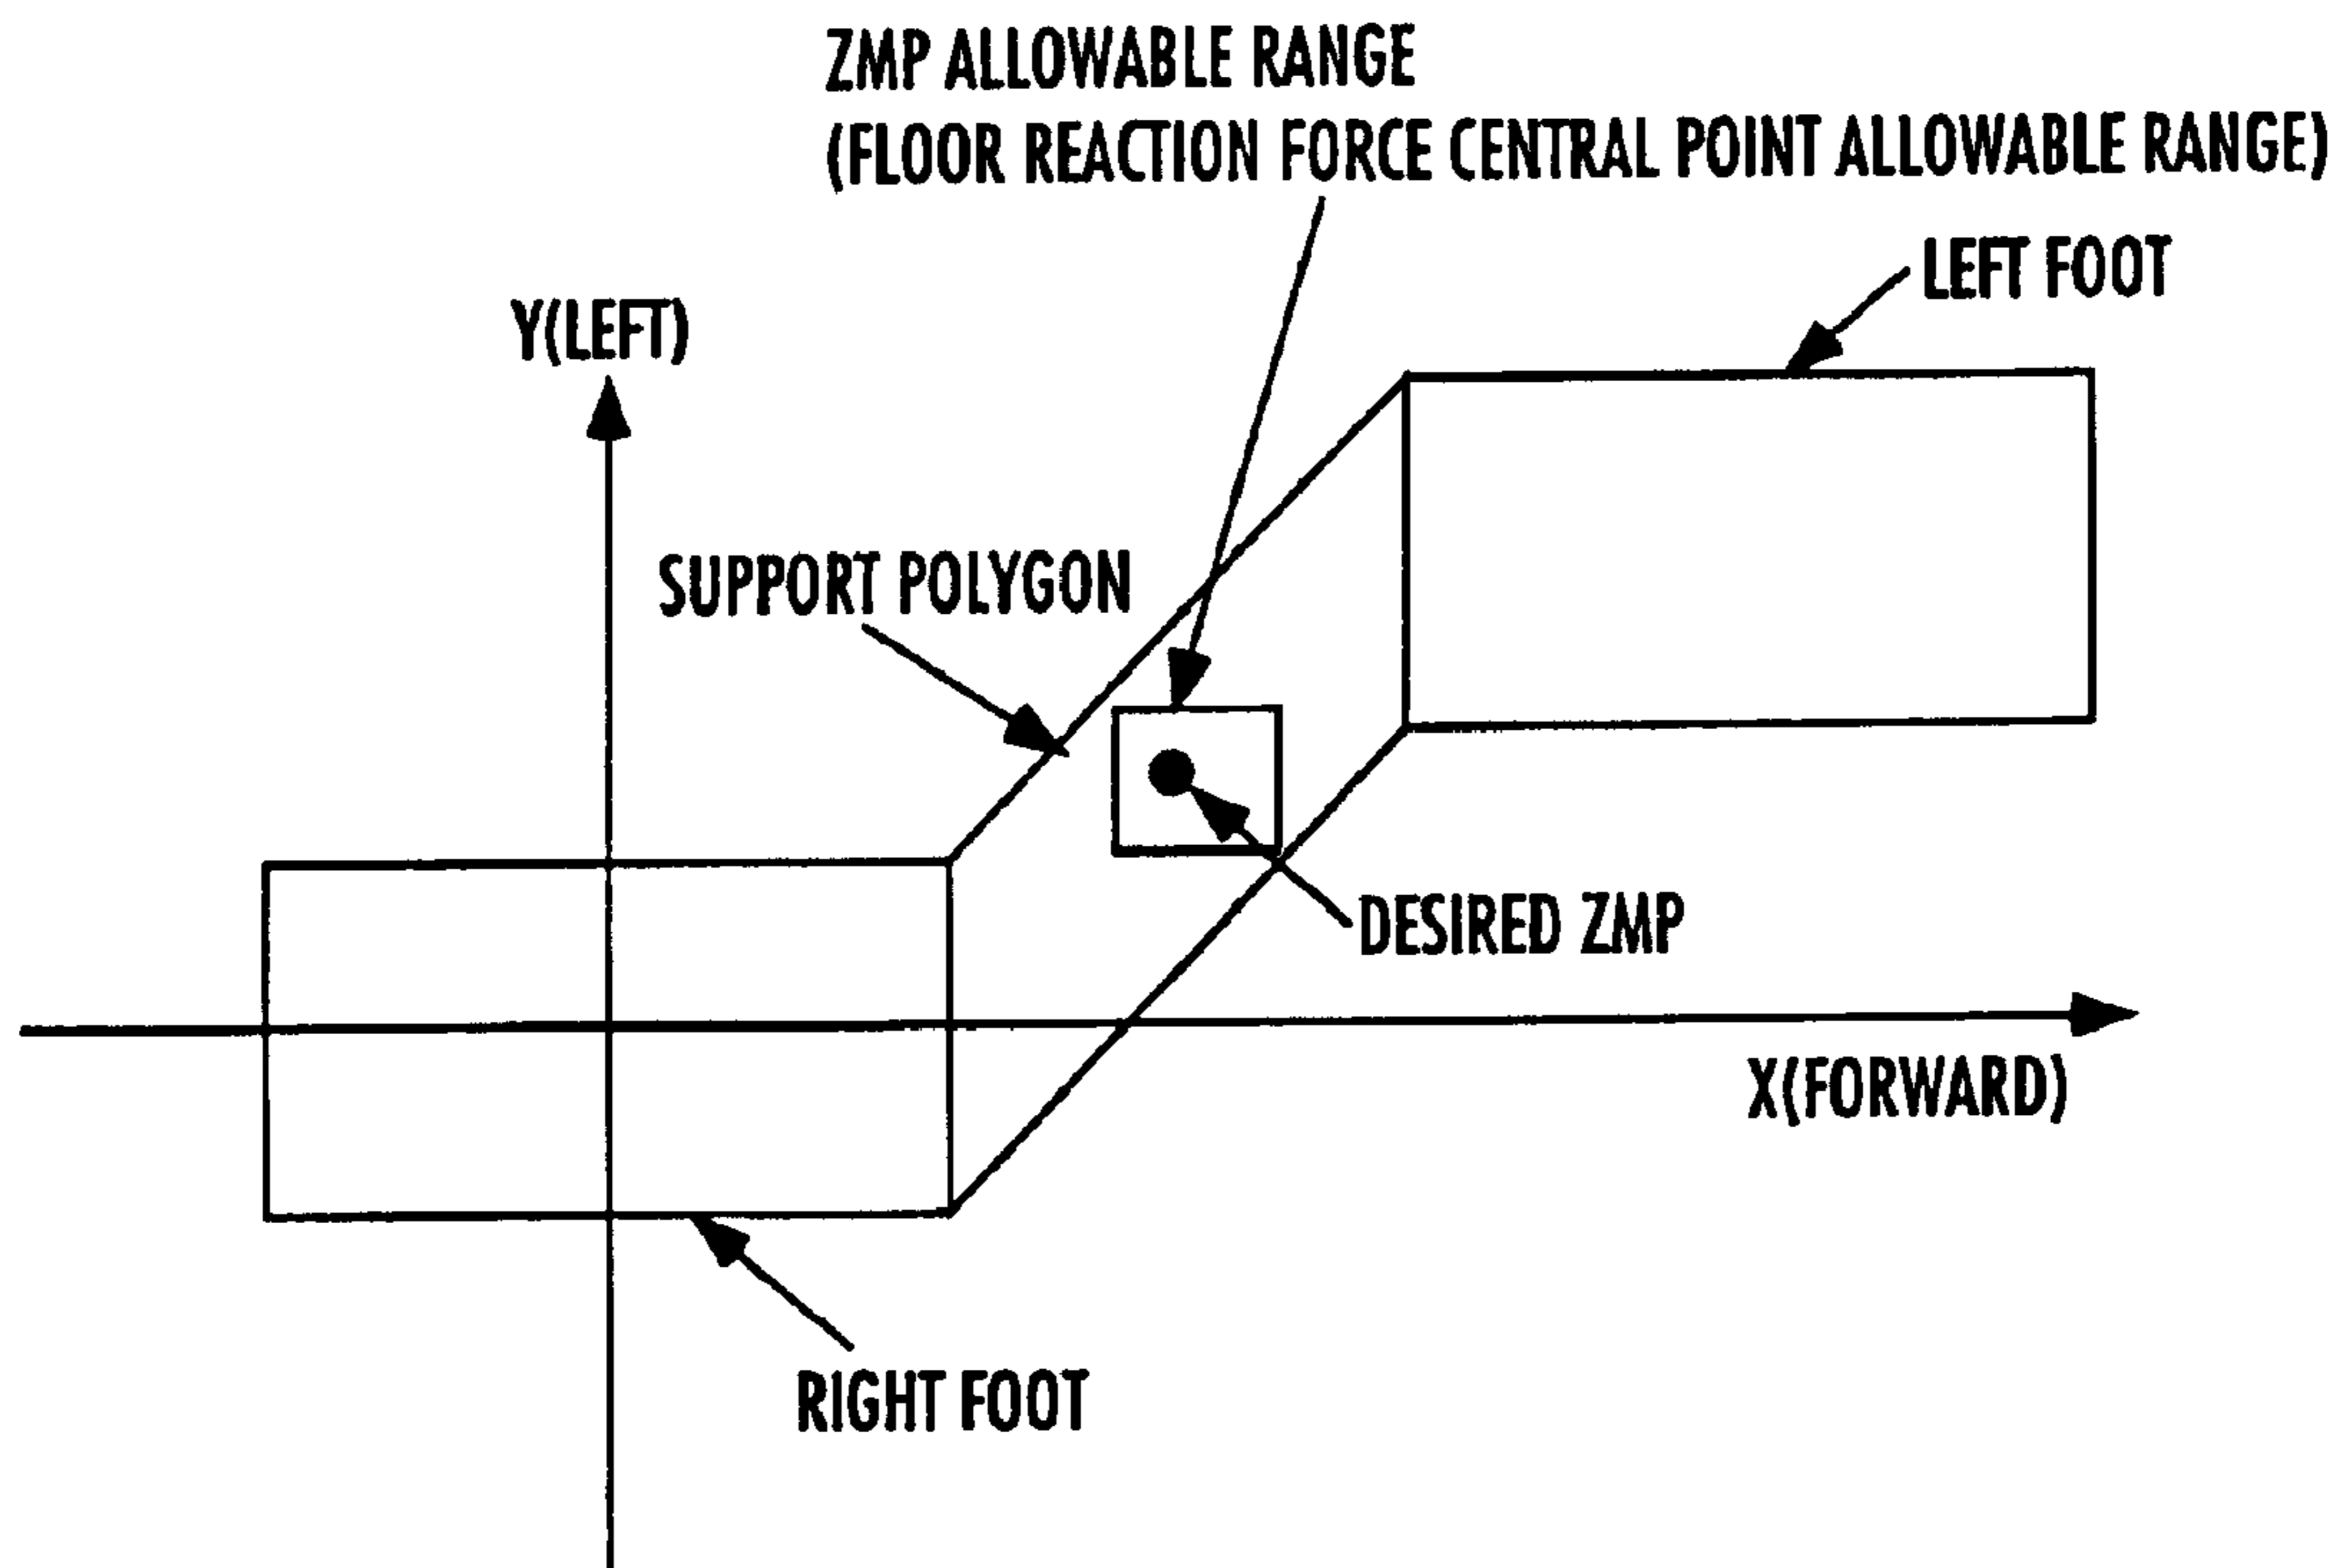 ZMP ALLOWABLE RANGE
(FLOOR REACTION FORCE CENTRAL POINT ALLOWABLE RANGE)
LEFT FOOT
Y(LEFT)
SUPPORT POLYGON
DESIRED ZMP
X(FORWARD)
RIGHT FOOT